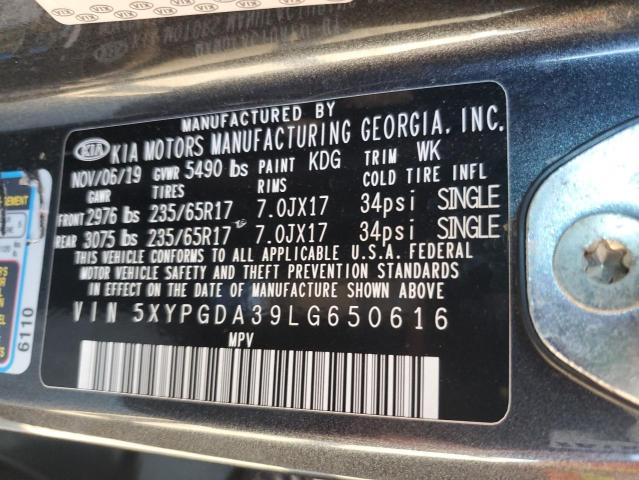 MANUFACTURED BY
KIA KIA MOTORS MANUFACTURING GEORGIA, INC.
NOV/06/19 GVWR 5490 lbs PAINT KDG TRIM WK
GAWR TIRES RIMS COLD TIRE INFL
FRONT 2976 lbs 235/65R17 7.0JX17 34psi SINGLE
REAR 3075 lbs 235/65R17 7.0JX17 34psi SINGLE
THIS VEHICLE CONFORMS TO ALL APPLICABLE U.S.A. FEDERAL
MOTOR VEHICLE SAFETY AND THEFT PREVENTION STANDARDS
IN EFFECT ON THE DATE OF MANUFACTURE SHOWN ABOVE.
VIN 5XYPGDA39LG650616
MPV
6110